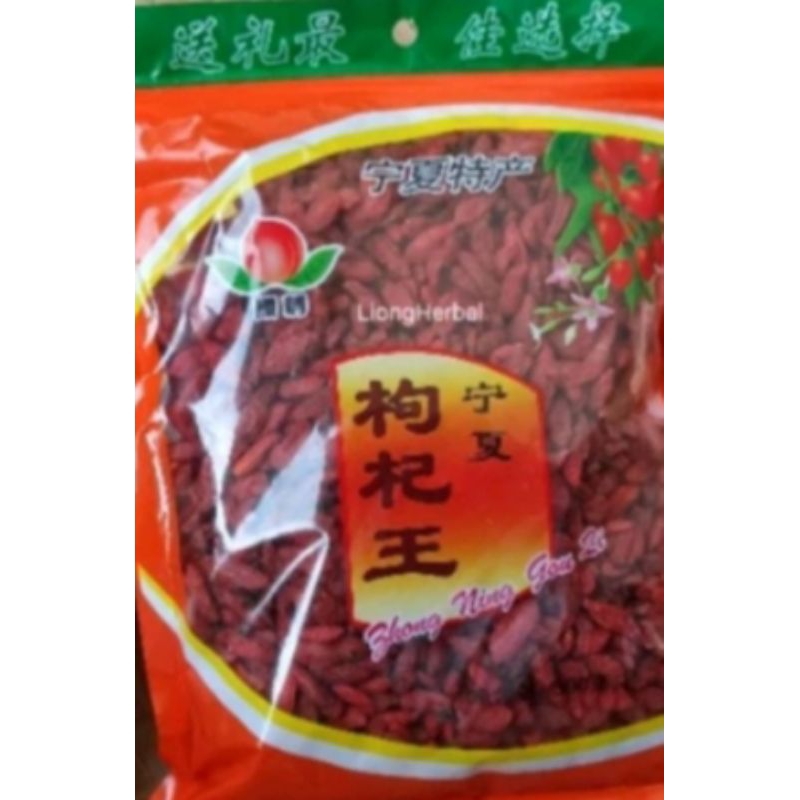 送礼最 佳选择
宁夏特产
LiongHerbal
宁夏
枸杞王
Zhong Ning Gou Qi